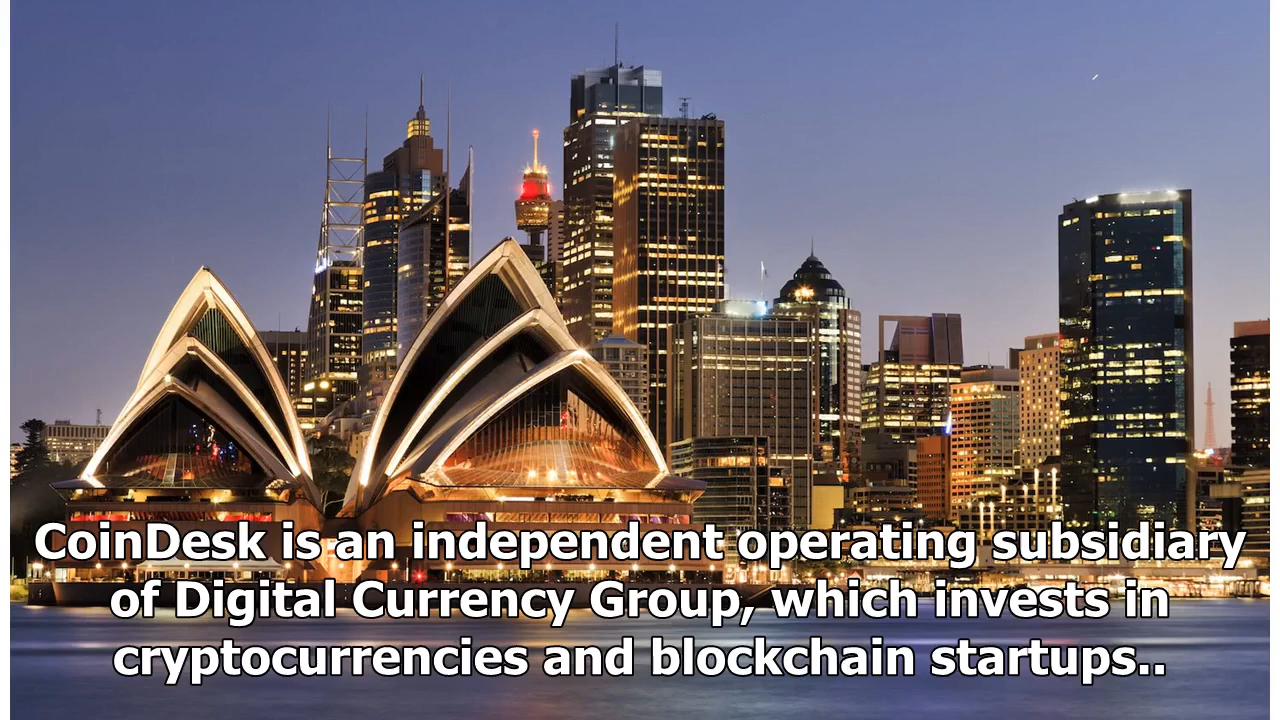 CoinDesk is an independent operating subsidiary
of Digital Currency Group, which invests in
cryptocurrencies and blockchain startups..